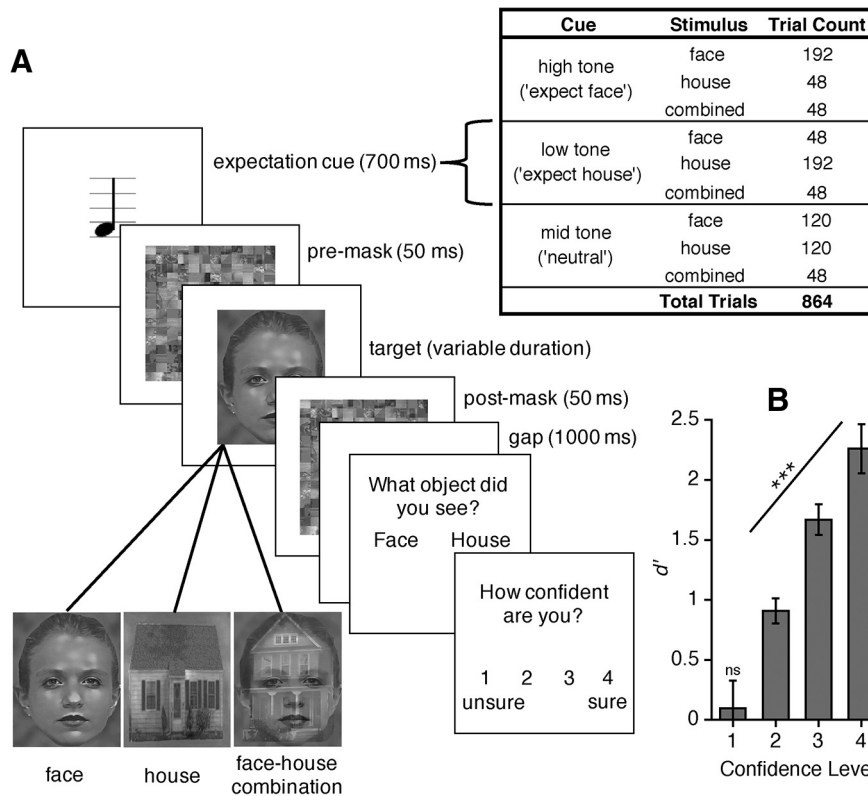 A
Cue Stimulus Trial Count
high tone
('expect face')
face 192
house 48
combined 48
low tone
('expect house')
face 48
house 192
combined 48
mid tone
('neutral')
face 120
house 120
combined 48
Total Trials 864
expectation cue (700 ms)
pre-mask (50 ms)
target (variable duration)
post-mask (50 ms)
gap (1000 ms)
What object did
you see?
Face House
How confident
are you?
1 2 3 4
unsure sure
face
house
face-house
combination
B
2.5
2
1.5
1
0.5
0
d'
ns
***
1 2 3 4
Confidence Leve